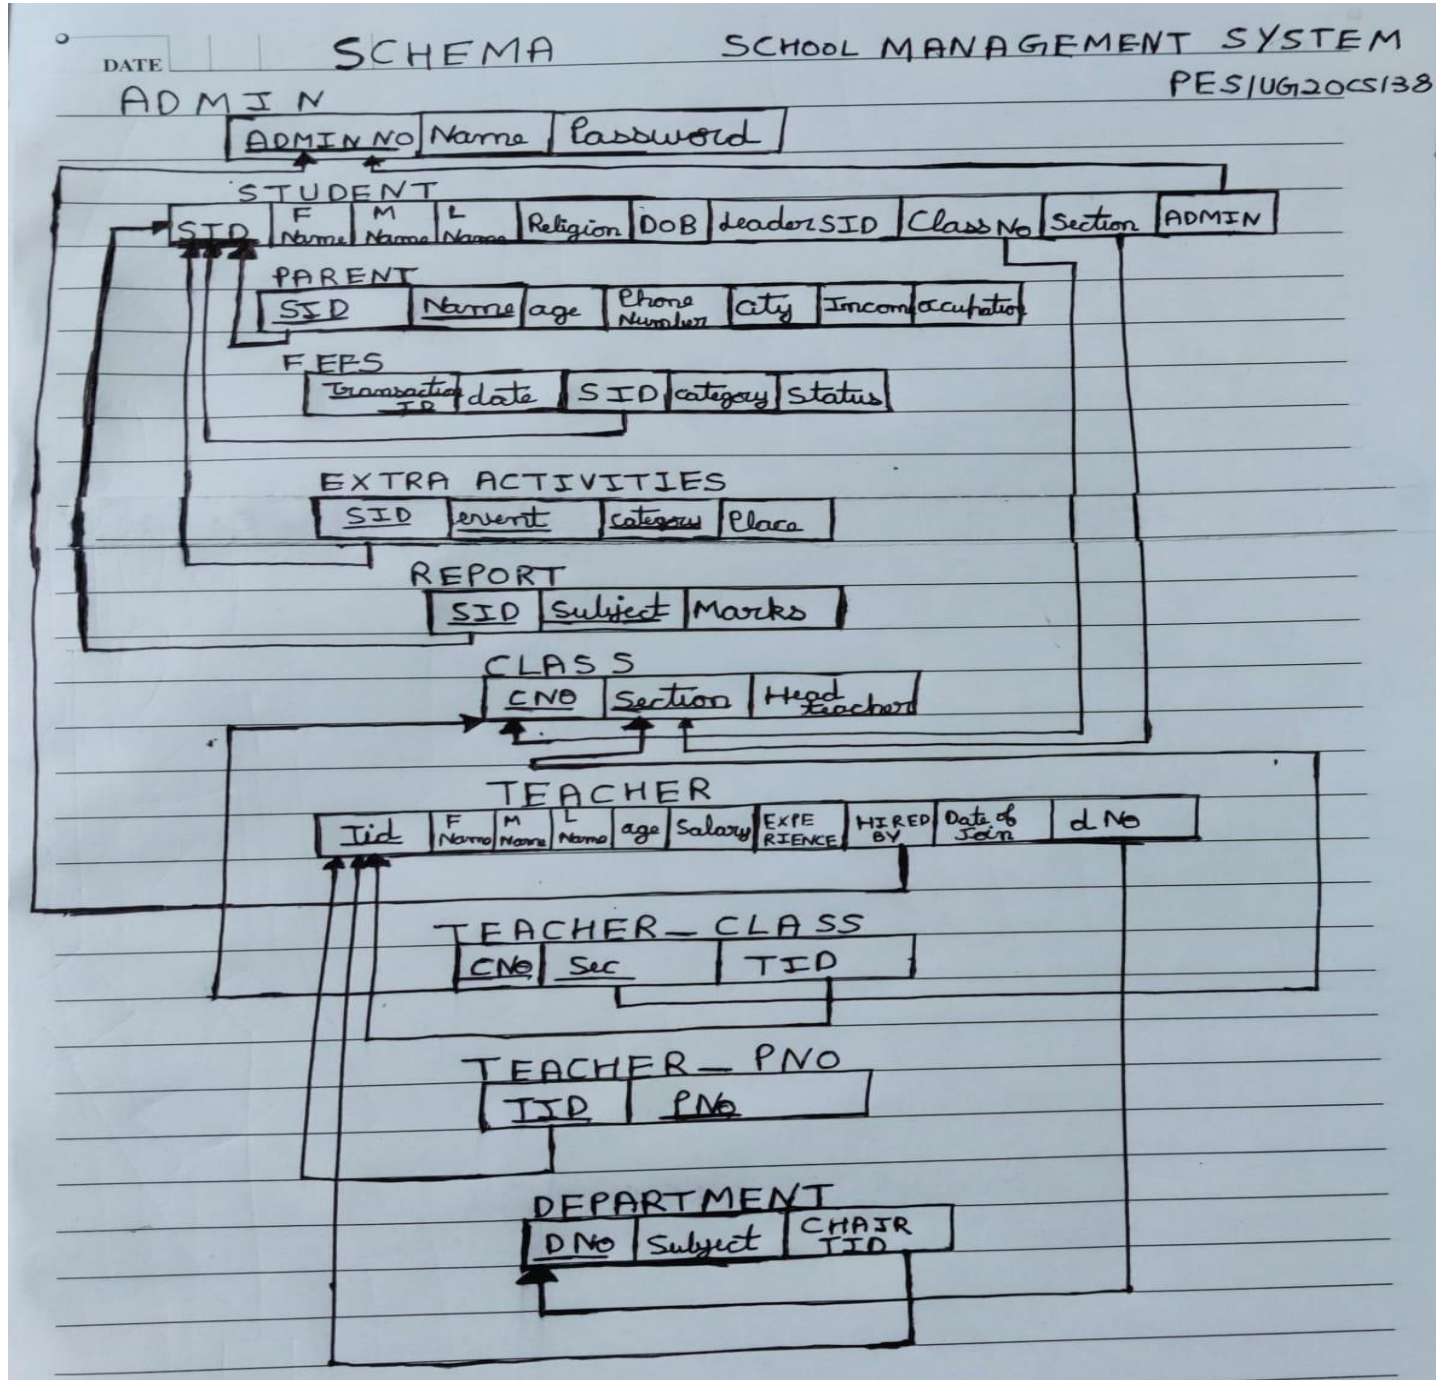 SCHEMA SCHOOL MANAGEMENT SYSTEM
DATE PES1UG20CS138
ADMIN
ADMIN NO Name Password
STUDENT
SID F Name M Name L Name Religion DOB Leader SID Class No Section ADMIN
PARENT
SID Name age Phone Number city Incom occupation
FEES
Transaction ID date SID category Status
EXTRA ACTIVITIES
SID event category Place
REPORT
SID Subject Marks
CLASS
CNO Section Head teacher
TEACHER
Tid F Name M Name L Name age Salary EXPE RIENCE HIRED BY Date of Join d No
TEACHER_CLASS
CNo Sec TID
TEACHER_PNO
TID PNo
DEPARTMENT
DNo Subject CHAIR TID